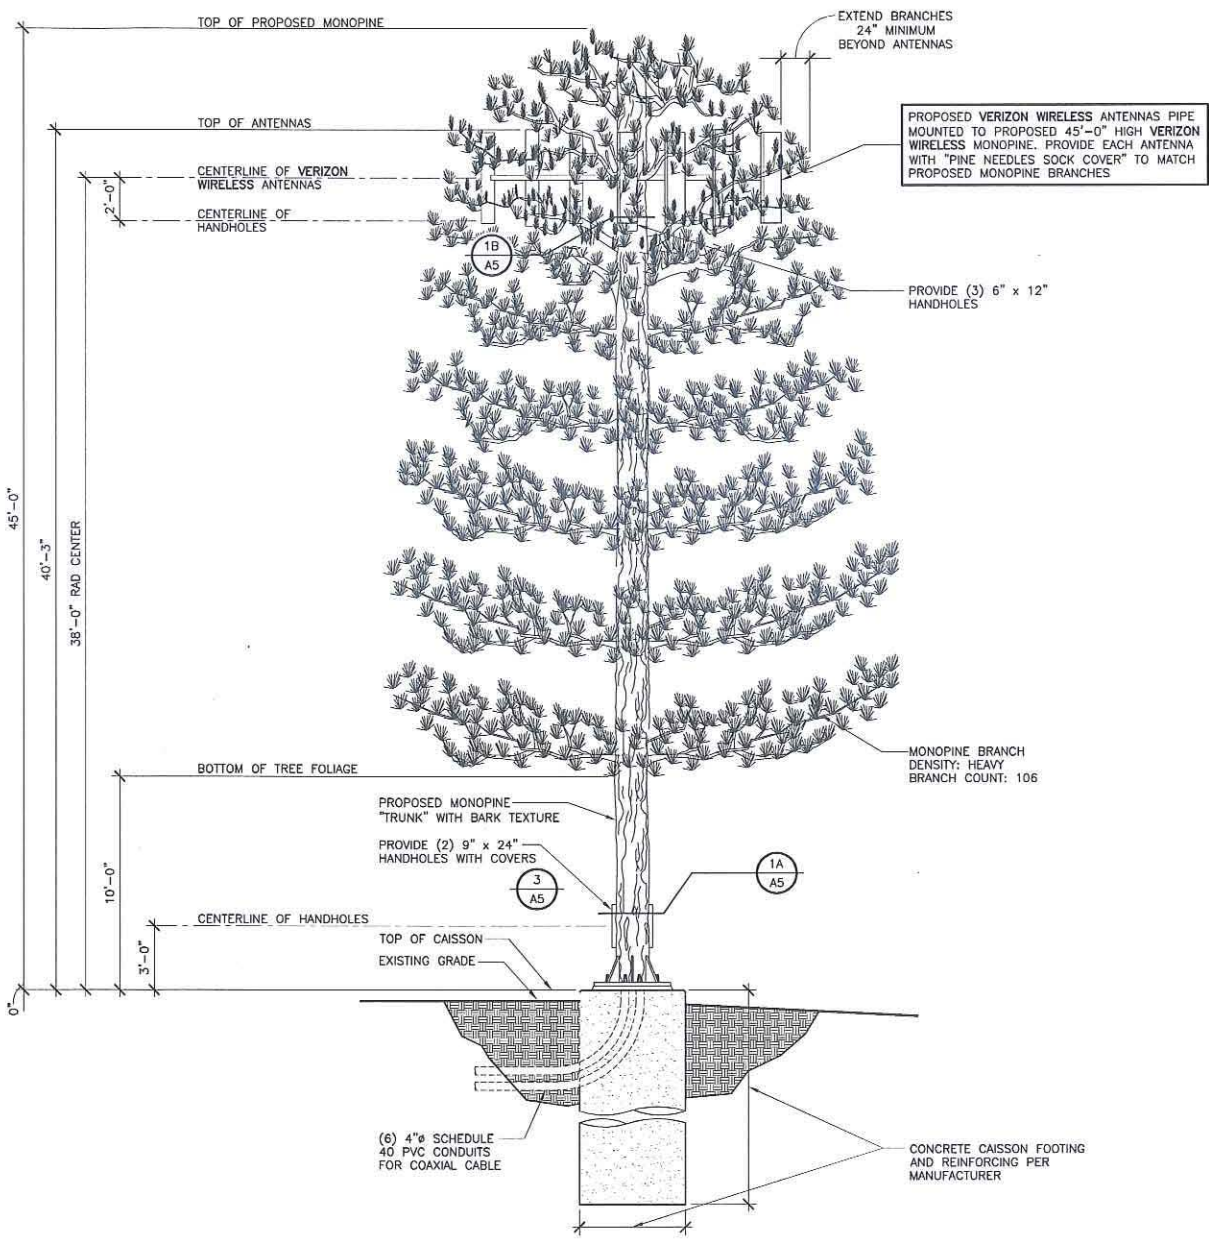 TOP OF PROPOSED MONOPINE
EXTEND BRANCHES
24" MINIMUM
BEYOND ANTENNAS
TOP OF ANTENNAS
PROPOSED VERIZON WIRELESS ANTENNAS PIPE
MOUNTED TO PROPOSED 45'-0" HIGH VERIZON
WIRELESS MONOPINE. PROVIDE EACH ANTENNA
WITH "PINE NEEDLES SOCK COVER" TO MATCH
PROPOSED MONOPINE BRANCHES
CENTERLINE OF VERIZON
WIRELESS ANTENNAS
2'-0"
CENTERLINE OF
HANDHOLES
1B
A5
PROVIDE (3) 6" x 12"
HANDHOLES
45'-0"
40'-3"
38'-0" RAD CENTER
MONOPINE BRANCH
DENSITY: HEAVY
BRANCH COUNT: 106
BOTTOM OF TREE FOLIAGE
PROPOSED MONOPINE
"TRUNK" WITH BARK TEXTURE
PROVIDE (2) 9" x 24"
HANDHOLES WITH COVERS
3
A5
1A
A5
10'-0"
CENTERLINE OF HANDHOLES
3'-0"
TOP OF CAISSON
EXISTING GRADE
0"
(6) 4"ø SCHEDULE
40 PVC CONDUITS
FOR COAXIAL CABLE
CONCRETE CAISSON FOOTING
AND REINFORCING PER
MANUFACTURER